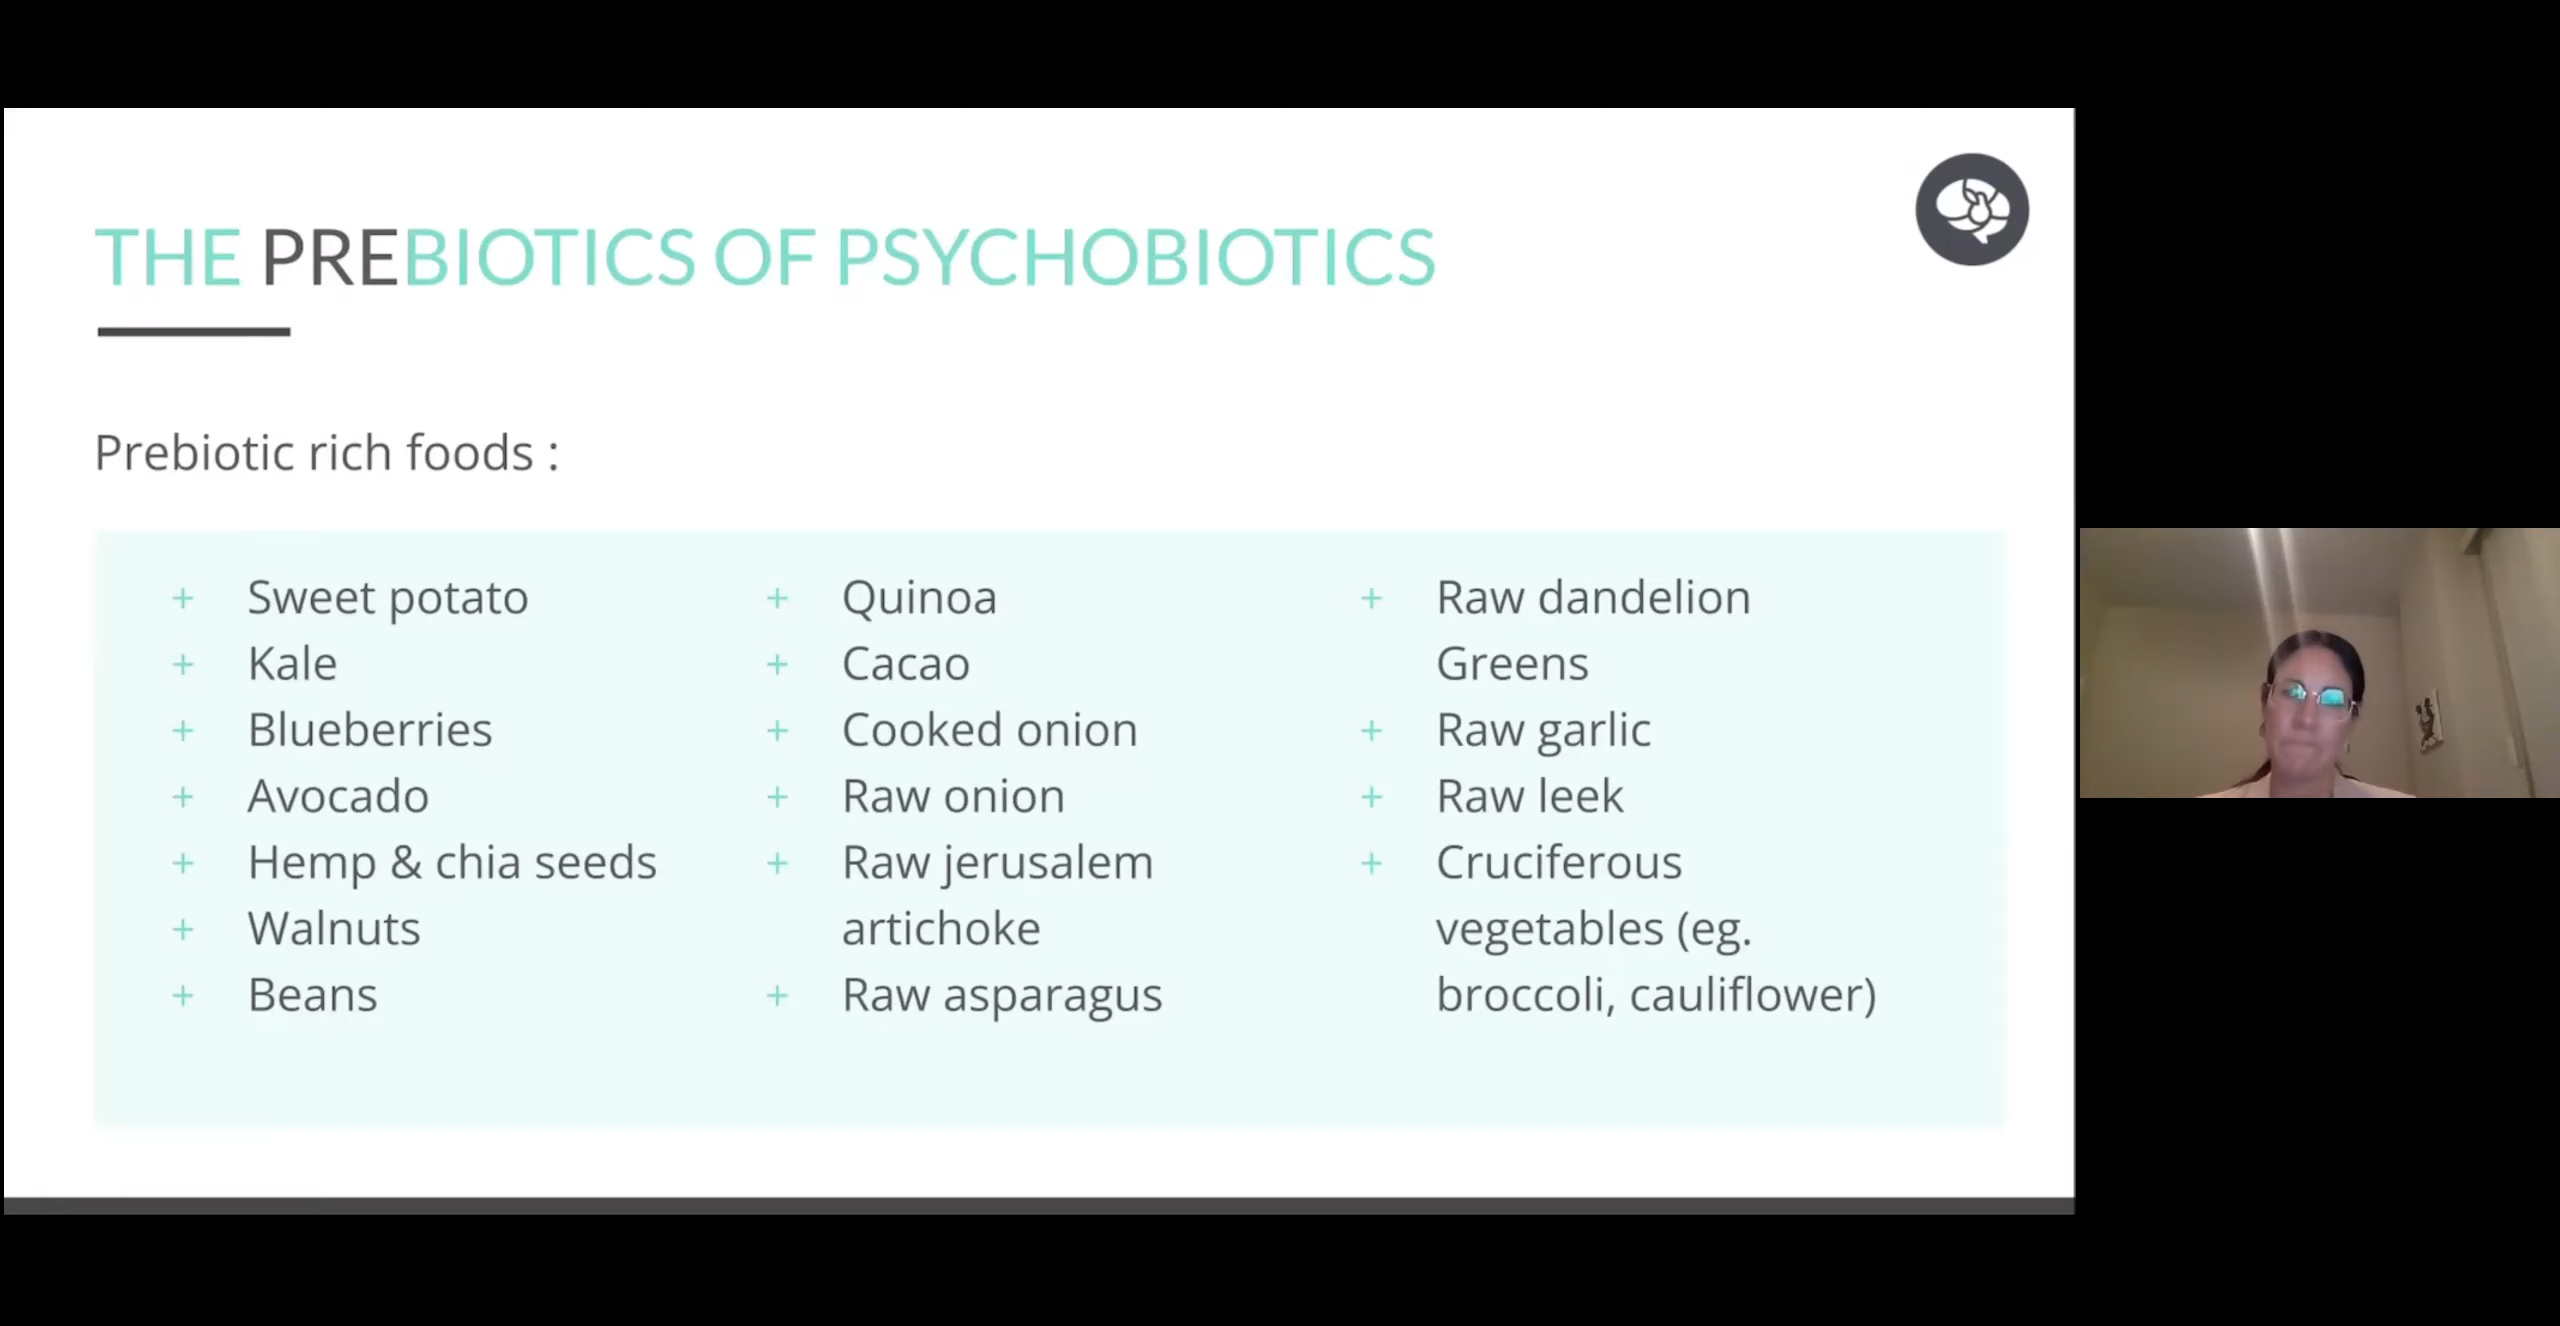 THE PREBIOTICS OF PSYCHOBIOTICS
Prebiotic rich foods :
+ Sweet potato
+ Kale
+ Blueberries
+ Avocado
+ Hemp & chia seeds
+ Walnuts
+ Beans
+ Quinoa
+ Cacao
+ Cooked onion
+ Raw onion
+ Raw jerusalem
artichoke
+ Raw asparagus
+ Raw dandelion
Greens
+ Raw garlic
+ Raw leek
+ Cruciferous
vegetables (eg.
broccoli, cauliflower)